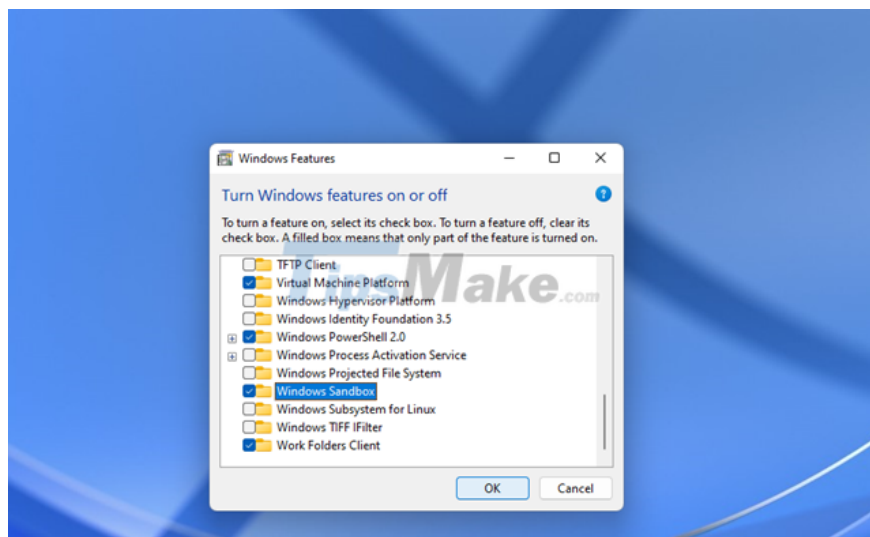 Windows Features
Turn Windows features on or off
To turn a feature on, select its check box. To turn a feature off, clear its
check box. A filled box means that only part of the feature is turned on.
TFTP Client
Virtual Machine Platform
Windows Hypervisor Platform
Windows Identity Foundation 3.5
Windows PowerShell 2.0
Windows Process Activation Service
Windows Projected File System
Windows Sandbox
Windows Subsystem for Linux
Windows TIFF IFilter
Work Folders Client
TipsMake.com
OK Cancel